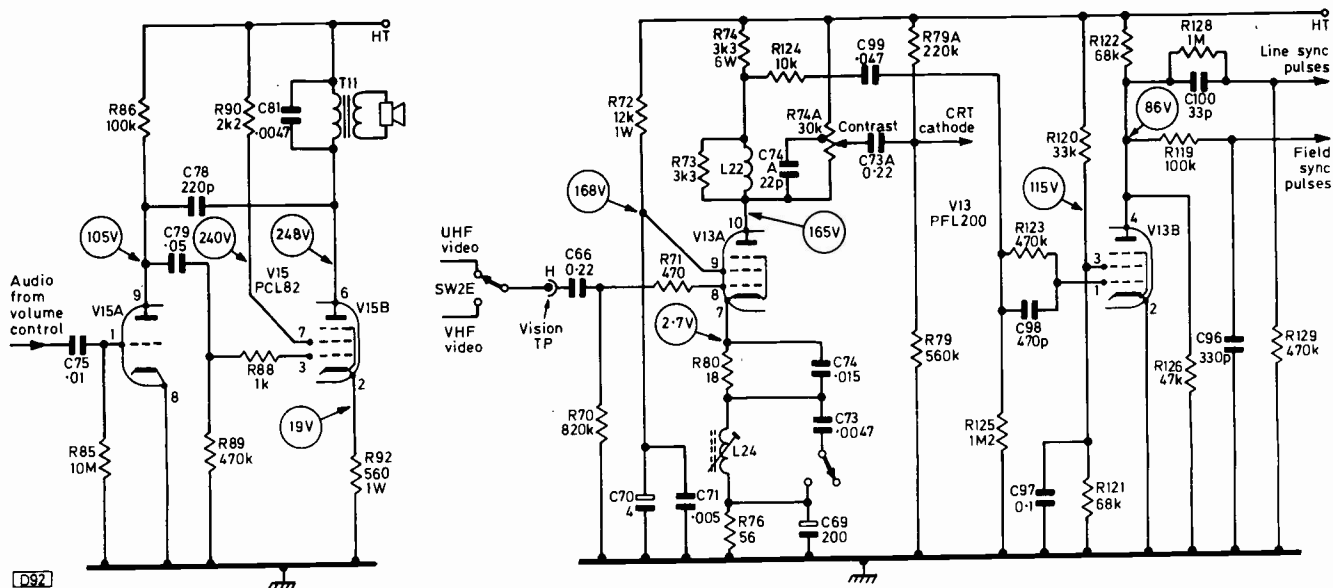 HT
R86
100k
R90
2k2
C81
.0047
T11
C78
220p
105V
C79
.05
240V
248V
V15
PCL82
Audio
from
volume
control
V15A
9
1
8
C75
.01
R85
10M
R88
1k
V15B
6
7
3
2
19V
R89
470k
R92
560
1W
D92
UHF
video
SW2E
VHF
video
H
Vision
TP
C66
0.22
R70
820k
R71
470
R72
12k
1W
168V
R74
3k3
6W
R124
10k
C99
.047
R73
3k3
L22
C74
A
22p
R74A
30k
Contrast
C73A
0.22
R79A
220k
CRT
cathode
165V
V13A
10
9
8
7
2.7V
R80
18
C74
.015
C73
.0047
L24
C70
4
C71
.005
R76
56
C69
200
R79
560k
V13
PFL200
R123
470k
C98
470p
R125
1M2
R120
33k
115V
C97
0.1
R121
68k
R122
68k
R128
1M
C100
33p
86V
R119
100k
HT
Line sync
pulses
Field
sync
pulses
V13B
4
3
1
2
R126
47k
C96
330p
R129
470k